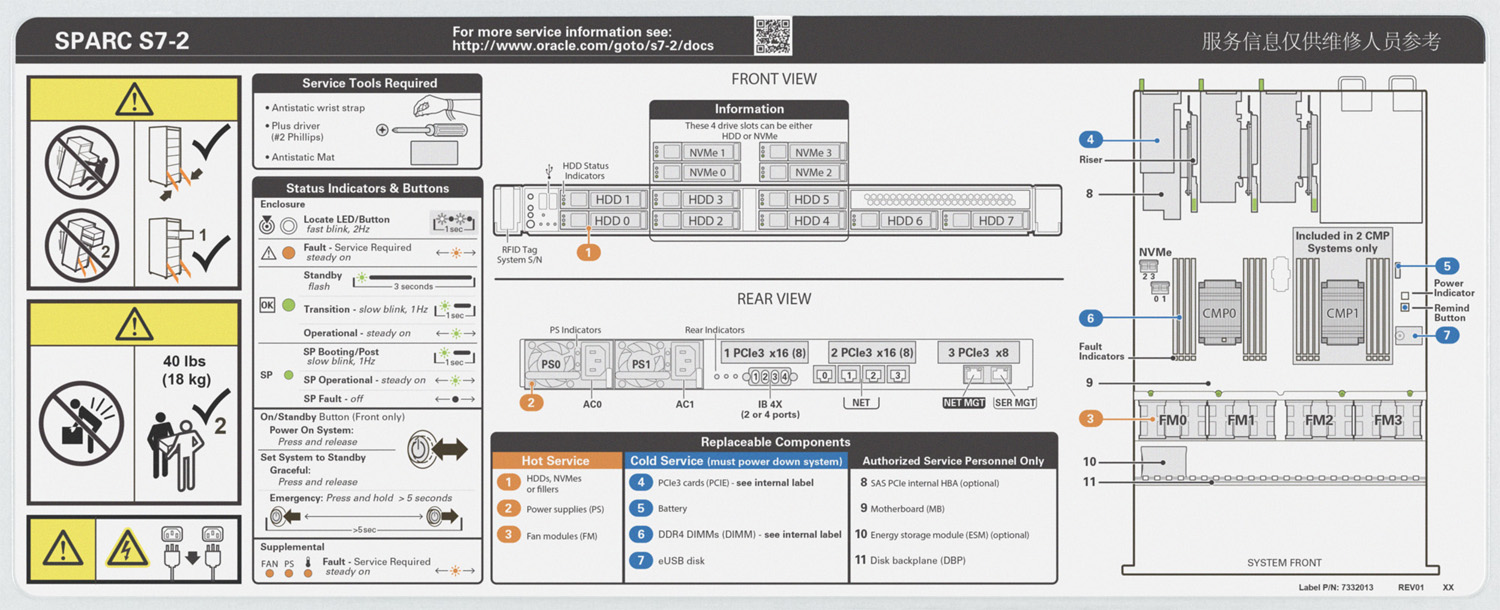 SPARC S7-2
For more service information see:
http://www.oracle.com/goto/s7-2/docs
服务信息仅供维修人员参考
2
1
40 lbs
(18 kg)
2
Service Tools Required
• Antistatic wrist strap
• Plus driver
(#2 Phillips)
• Antistatic Mat
Status Indicators & Buttons
Enclosure
Locate LED/Button
fast blink, 2Hz
1 sec
Fault - Service Required
steady on
Standby
flash
3 seconds
OK
Transition - slow blink, 1Hz
1 sec
Operational - steady on
SP
SP Booting/Post
slow blink, 1Hz
1 sec
SP Operational - steady on
SP Fault - off
On/Standby Button (Front only)
Power On System:
Press and release
Set System to Standby
Graceful:
Press and release
Emergency: Press and hold > 5 seconds
>5sec
Supplemental
FAN PS
Fault - Service Required
steady on
FRONT VIEW
Information
These 4 drive slots can be either
HDD or NVMe
NVMe 1
NVMe 3
NVMe 0
NVMe 2
HDD Status
Indicators
HDD 1
HDD 3
HDD 5
HDD 0
HDD 2
HDD 4
HDD 6
HDD 7
RFID Tag
System S/N
1
REAR VIEW
PS Indicators
Rear Indicators
PS0
PS1
1 PCIe3 x16 (8)
2 PCIe3 x16 (8)
3 PCIe3 x8
1 2 3 4
0 1 2 3
2
AC0
AC1
IB 4X
(2 or 4 ports)
NET
NET MGT
SER MGT
Replaceable Components
Hot Service
1 HDDs, NVMes
or fillers
2 Power supplies (PS)
3 Fan modules (FM)
Cold Service (must power down system)
4 PCIe3 cards (PCIE) - see internal label
5 Battery
6 DDR4 DIMMs (DIMM) - see internal label
7 eUSB disk
Authorized Service Personnel Only
8 SAS PCIe internal HBA (optional)
9 Motherboard (MB)
10 Energy storage module (ESM) (optional)
11 Disk backplane (DBP)
4
Riser
8
NVMe
2 3
0 1
Included in 2 CMP
Systems only
5
Power
Indicator
Remind
Button
6
CMP0
CMP1
7
Fault
Indicators
9
3
FM0
FM1
FM2
FM3
10
11
SYSTEM FRONT
Label P/N: 7332013
REV01
XX